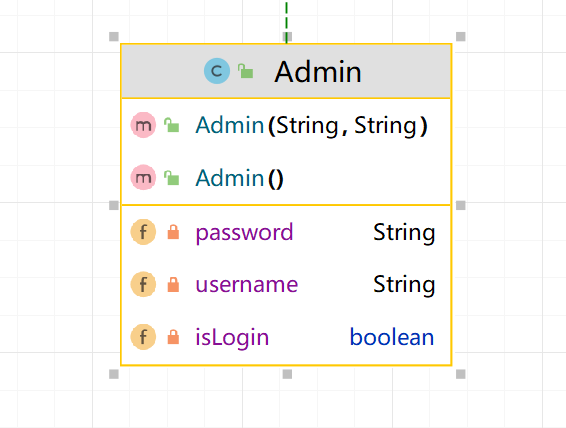 C Admin
m Admin(String, String)
m Admin()
f password String
f username String
f isLogin boolean